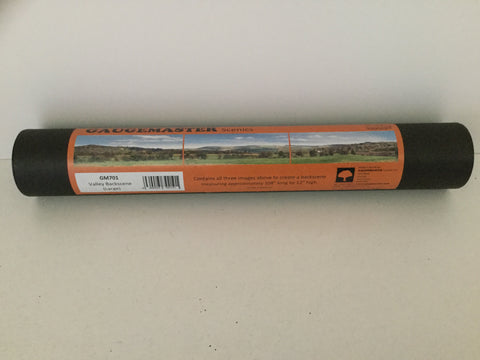 GAUGEMASTER scenics
GM701
Valley Backscene
(Large)
Contains all three images above to create a backscene
measuring approximately 108" long by 12" high.